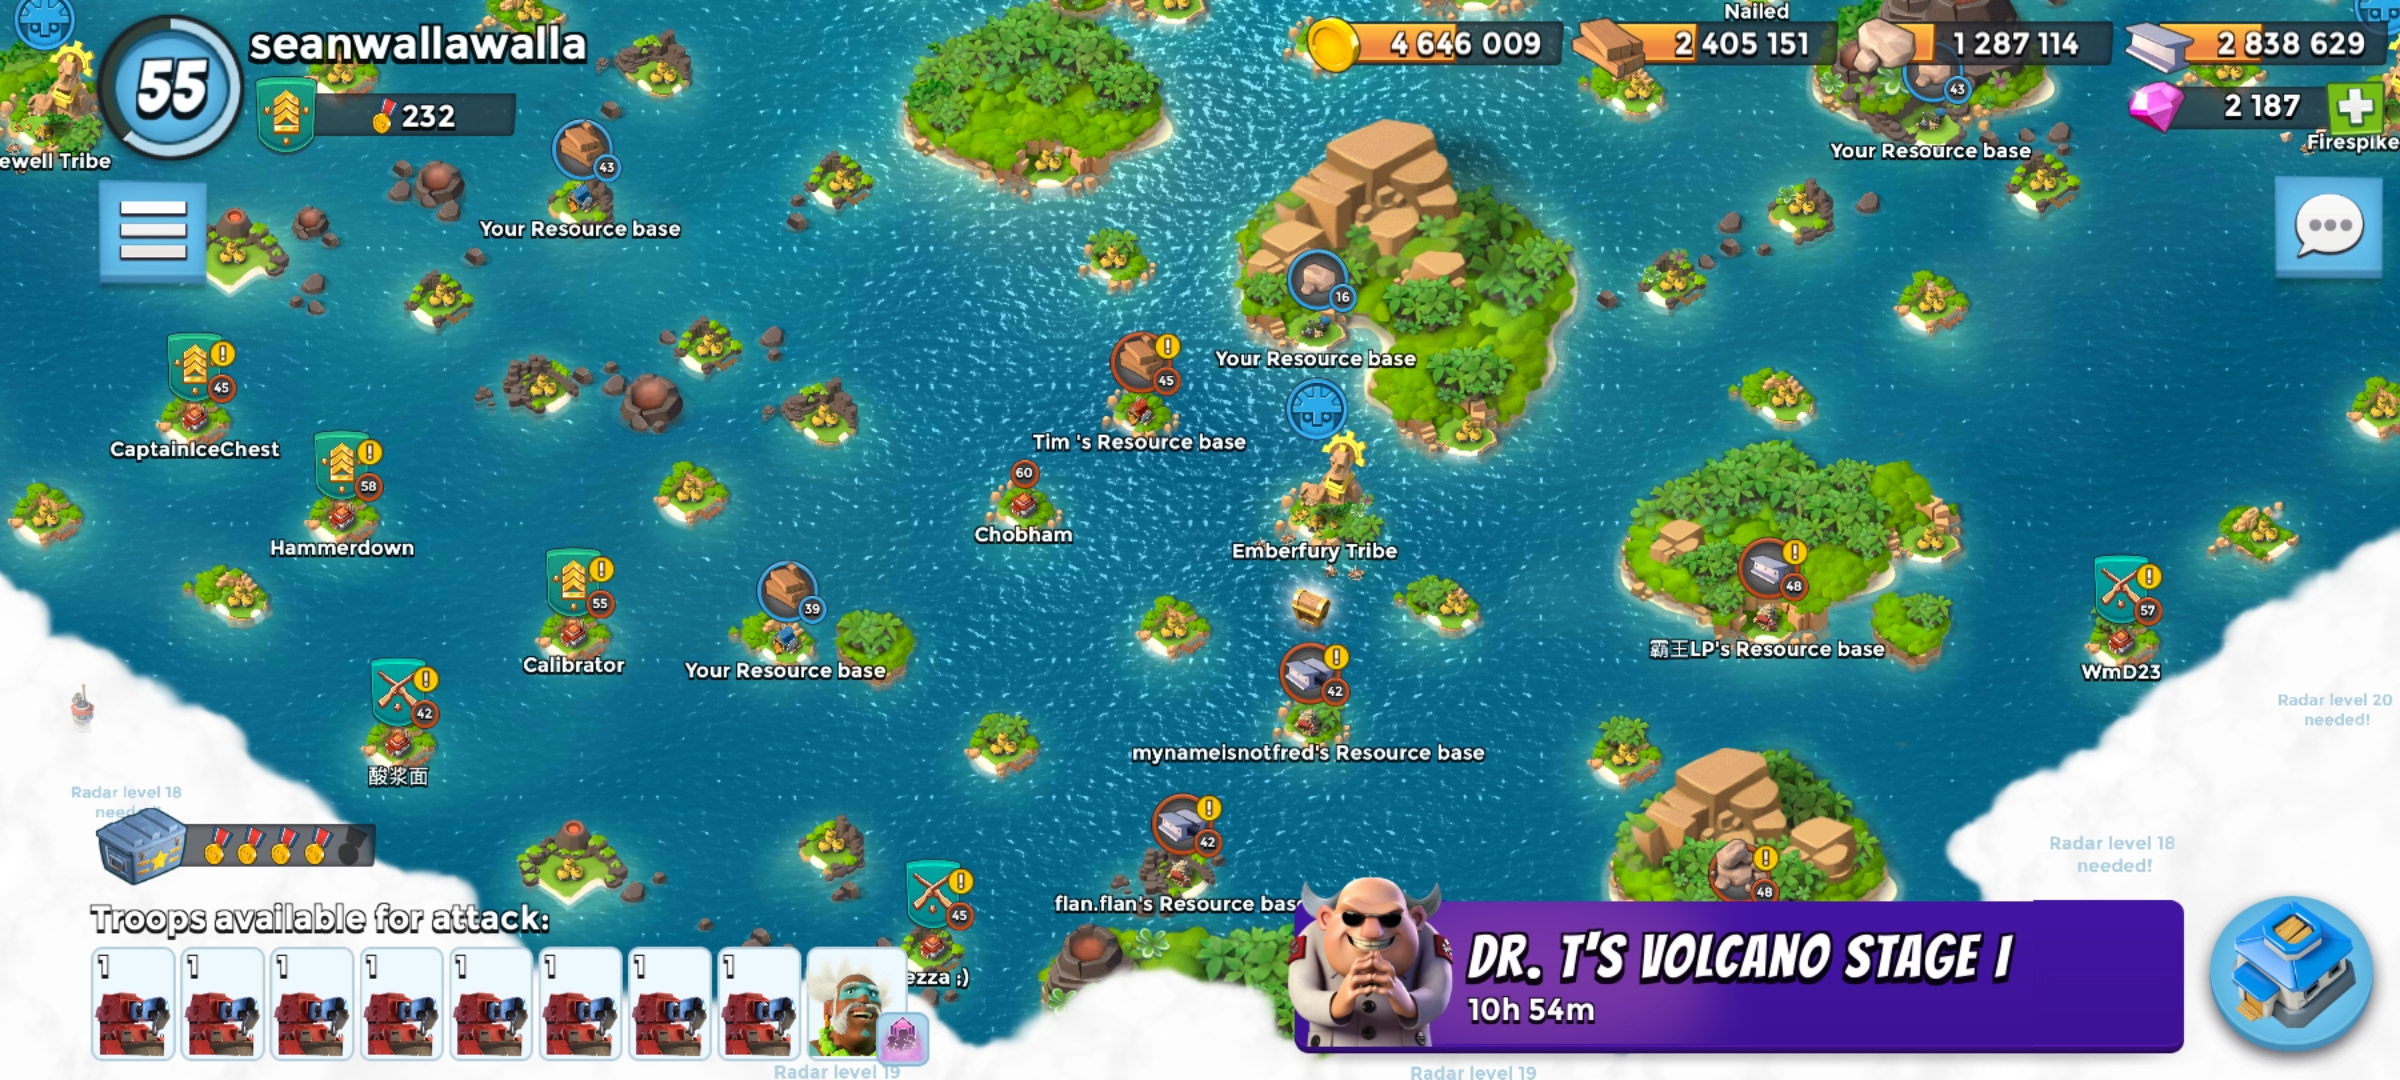 Nailed
seanwallawalla
55
232
4 646 009
2 405 151
1 287 114
2 838 629
2 187
43
Your Resource base
Firespike
ewell Tribe
43
Your Resource base
16
Your Resource base
45
CaptainIceChest
45
Tim 's Resource base
58
Hammerdown
60
Chobham
Emberfury Tribe
55
Calibrator
39
Your Resource base
48
霸王LP's Resource base
57
WmD23
42
酸浆面
42
mynameisnotfred's Resource base
Radar level 20
needed!
Radar level 18
need
42
flan.flan's Resource base
48
Radar level 18
needed!
45
ezza ;)
Troops available for attack:
1 1 1 1 1 1 1 1
DR. T'S VOLCANO STAGE I
10h 54m
Radar level 19
Radar level 19